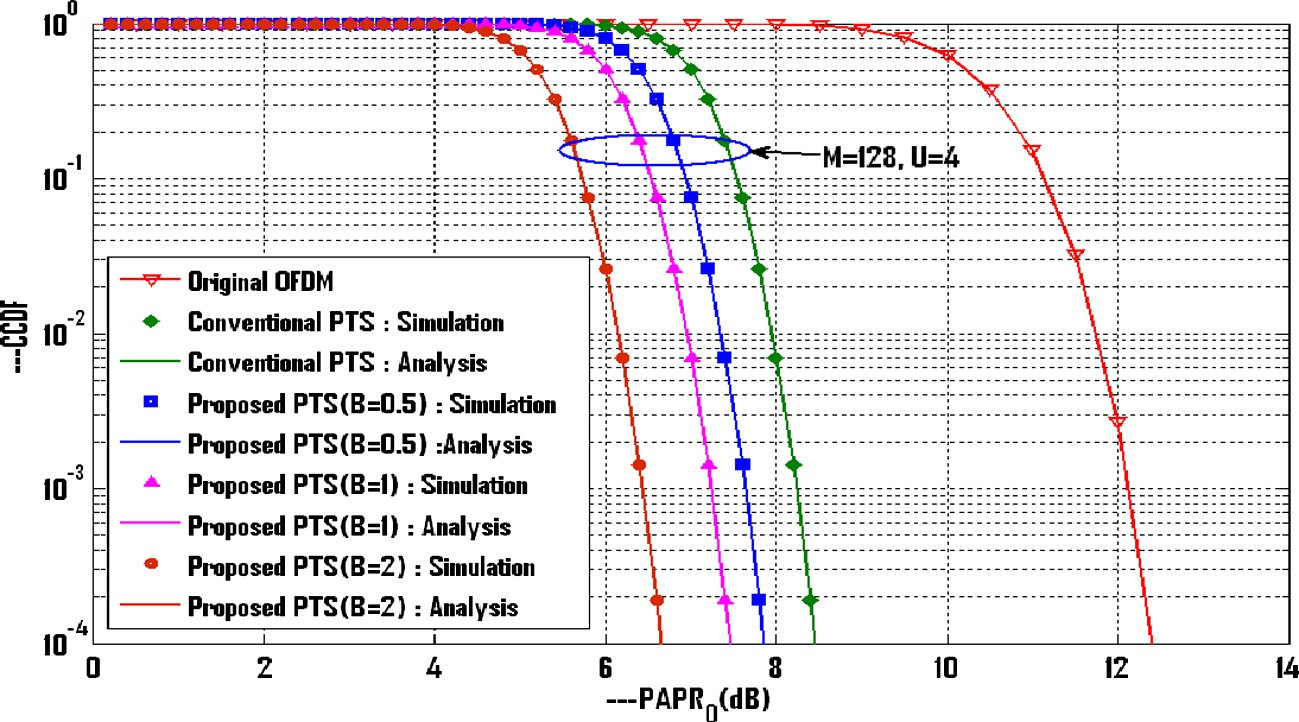 10^0
10^-1
10^-2
10^-3
10^-4
---CCDF
M=128, U=4
Original OFDM
Conventional PTS : Simulation
Conventional PTS : Analysis
Proposed PTS(B=0.5) : Simulation
Proposed PTS(B=0.5) :Analysis
Proposed PTS(B=1) : Simulation
Proposed PTS(B=1) : Analysis
Proposed PTS(B=2) : Simulation
Proposed PTS(B=2) : Analysis
0 2 4 6 8 10 12 14
---PAPR_0(dB)